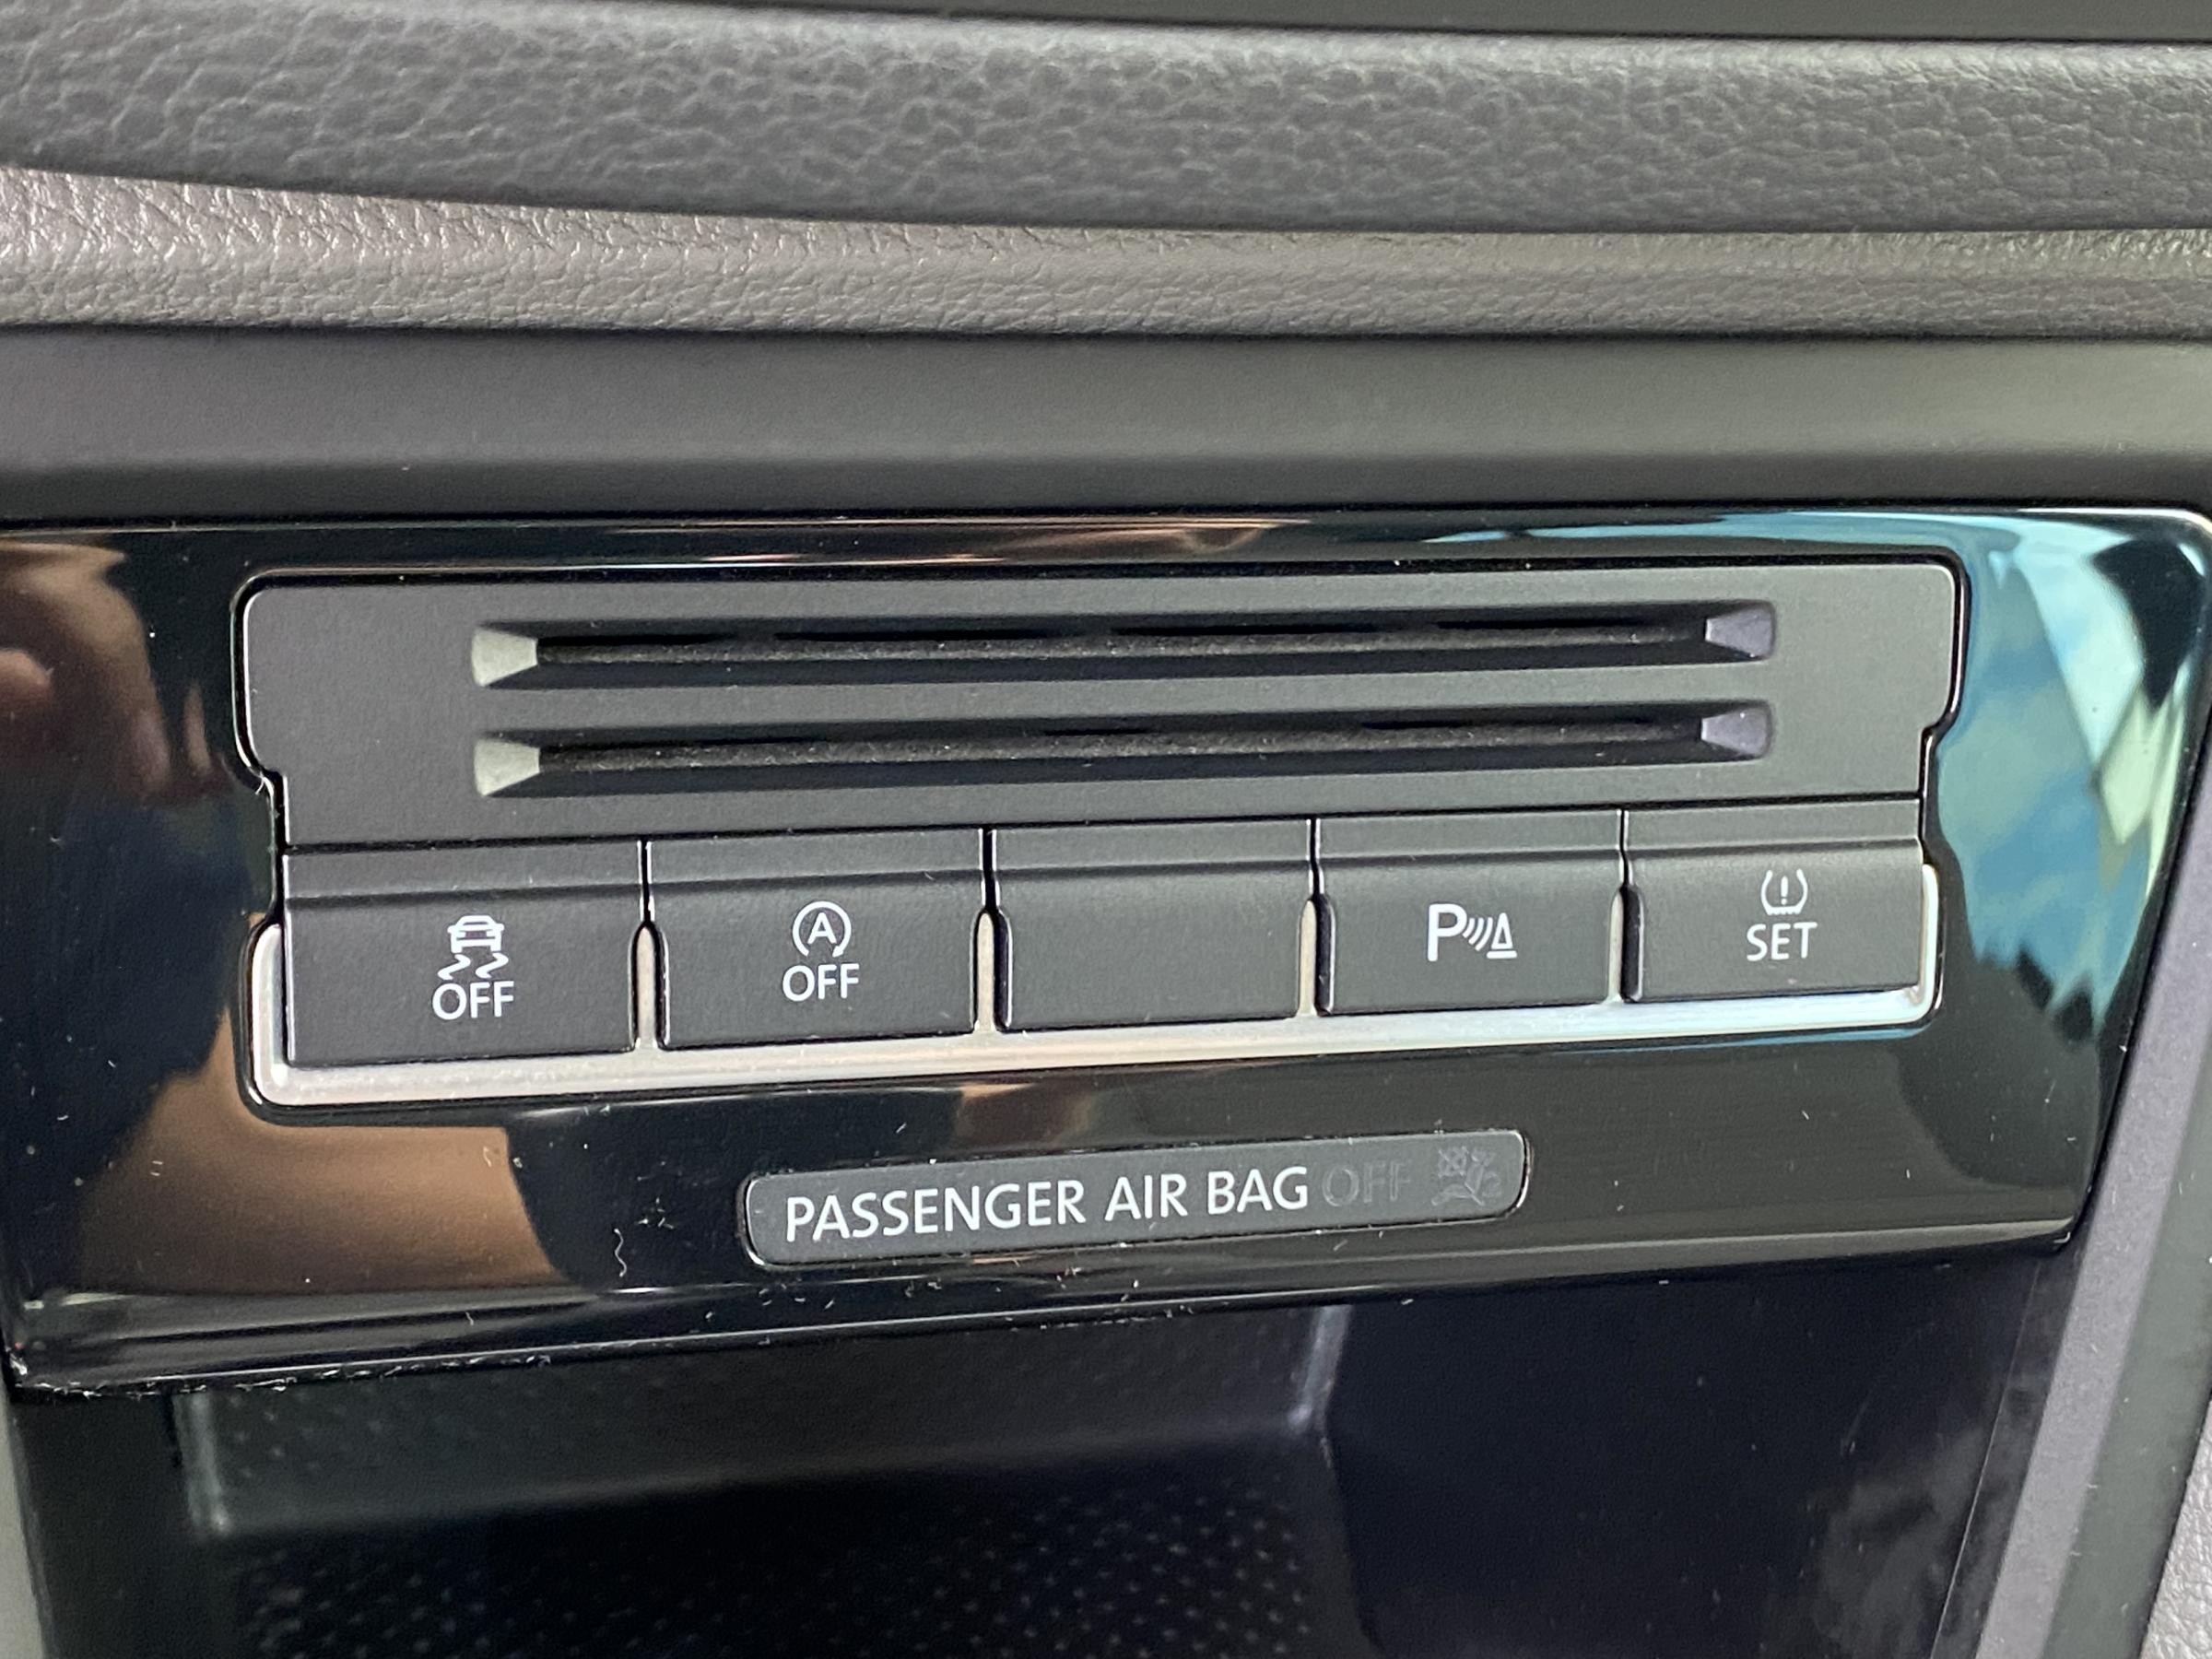 OFF
A
OFF
P
SET
PASSENGER AIR BAG OFF